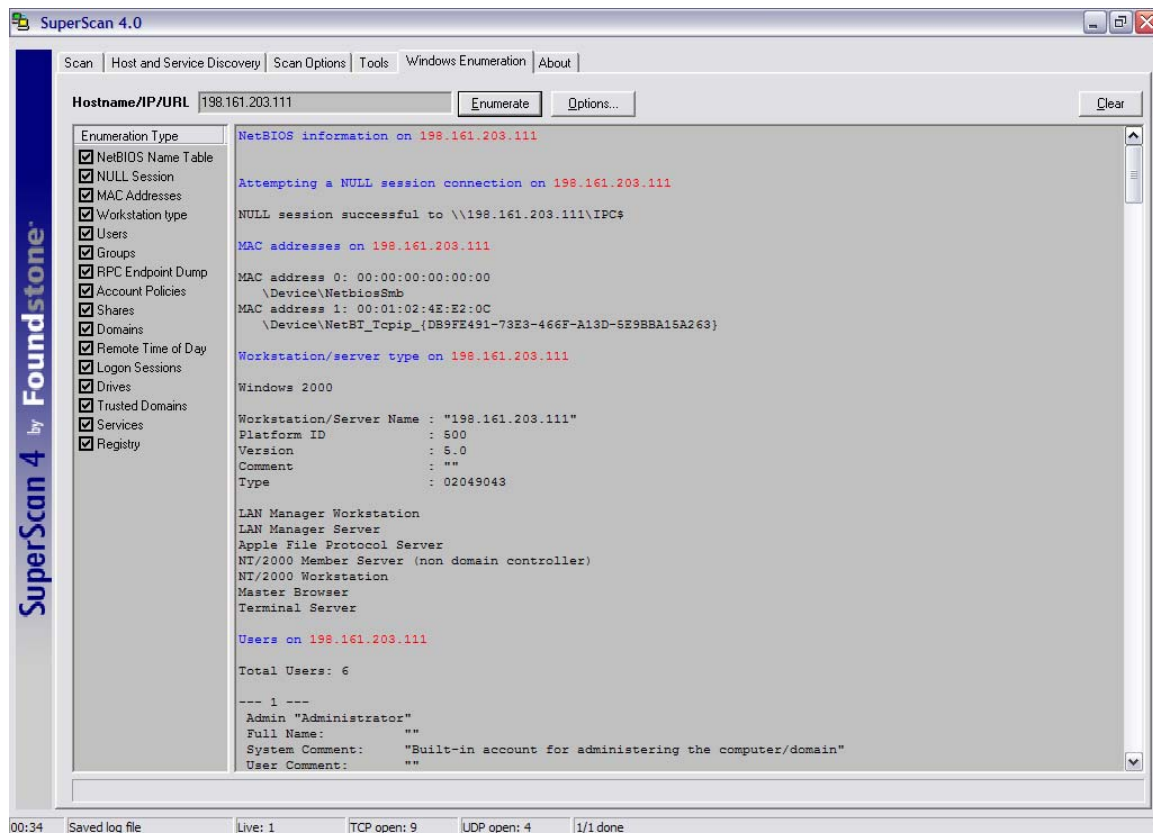 SuperScan 4.0
Scan
Host and Service Discovery
Scan Options
Tools
Windows Enumeration
About
Hostname/IP/URL
198.161.203.111
Enumerate
Options...
Clear
SuperScan 4 by Foundstone
Enumeration Type
NetBIOS Name Table
NULL Session
MAC Addresses
Workstation type
Users
Groups
RPC Endpoint Dump
Account Policies
Shares
Domains
Remote Time of Day
Logon Sessions
Drives
Trusted Domains
Services
Registry
NetBIOS information on 198.161.203.111
Attempting a NULL session connection on 198.161.203.111
NULL session successful to \\198.161.203.111\IPC$
MAC addresses on 198.161.203.111
MAC address 0: 00:00:00:00:00:00
\Device\NetbiosSmb
MAC address 1: 00:01:02:4E:E2:0C
\Device\NetBT_Tcpip_{DB9FE491-73E3-466F-A13D-5E9BBA15A263}
Workstation/server type on 198.161.203.111
Windows 2000
Workstation/Server Name : "198.161.203.111"
Platform ID : 500
Version : 5.0
Comment : ""
Type : 02049043
LAN Manager Workstation
LAN Manager Server
Apple File Protocol Server
NT/2000 Member Server (non domain controller)
NT/2000 Workstation
Master Browser
Terminal Server
Users on 198.161.203.111
Total Users: 6
--- 1 ---
Admin "Administrator"
Full Name: ""
System Comment: "Built-in account for administering the computer/domain"
User Comment: ""
00:34
Saved log file
Live: 1
TCP open: 9
UDP open: 4
1/1 done